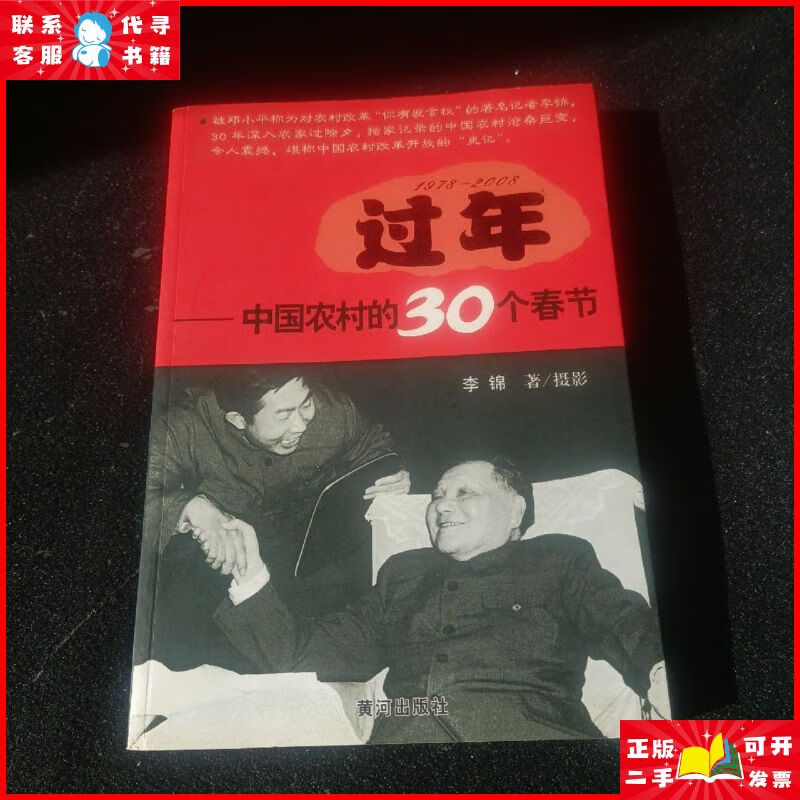 联系 代寻
客服 书籍
•被邓小平称为对农村改革“你有发言权”的著名记者李锦，
30年深入农家过除夕，独家记录的中国农村沧桑巨变，
令人震撼，堪称中国农村改革开放的“史记”。
1978-2008
过年
——中国农村的30个春节
李锦 著/摄影
黄河出版社
正版 可开
二手 发票